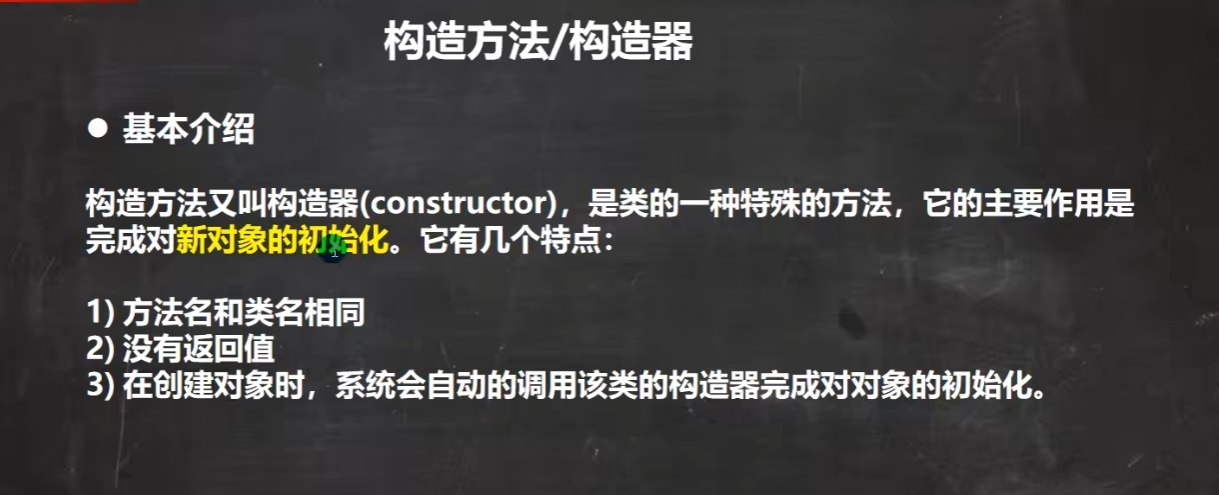 构造方法/构造器
● 基本介绍
构造方法又叫构造器(constructor)，是类的一种特殊的方法，它的主要作用是
完成对新对象的初始化。它有几个特点：
1) 方法名和类名相同
2) 没有返回值
3) 在创建对象时，系统会自动的调用该类的构造器完成对对象的初始化。